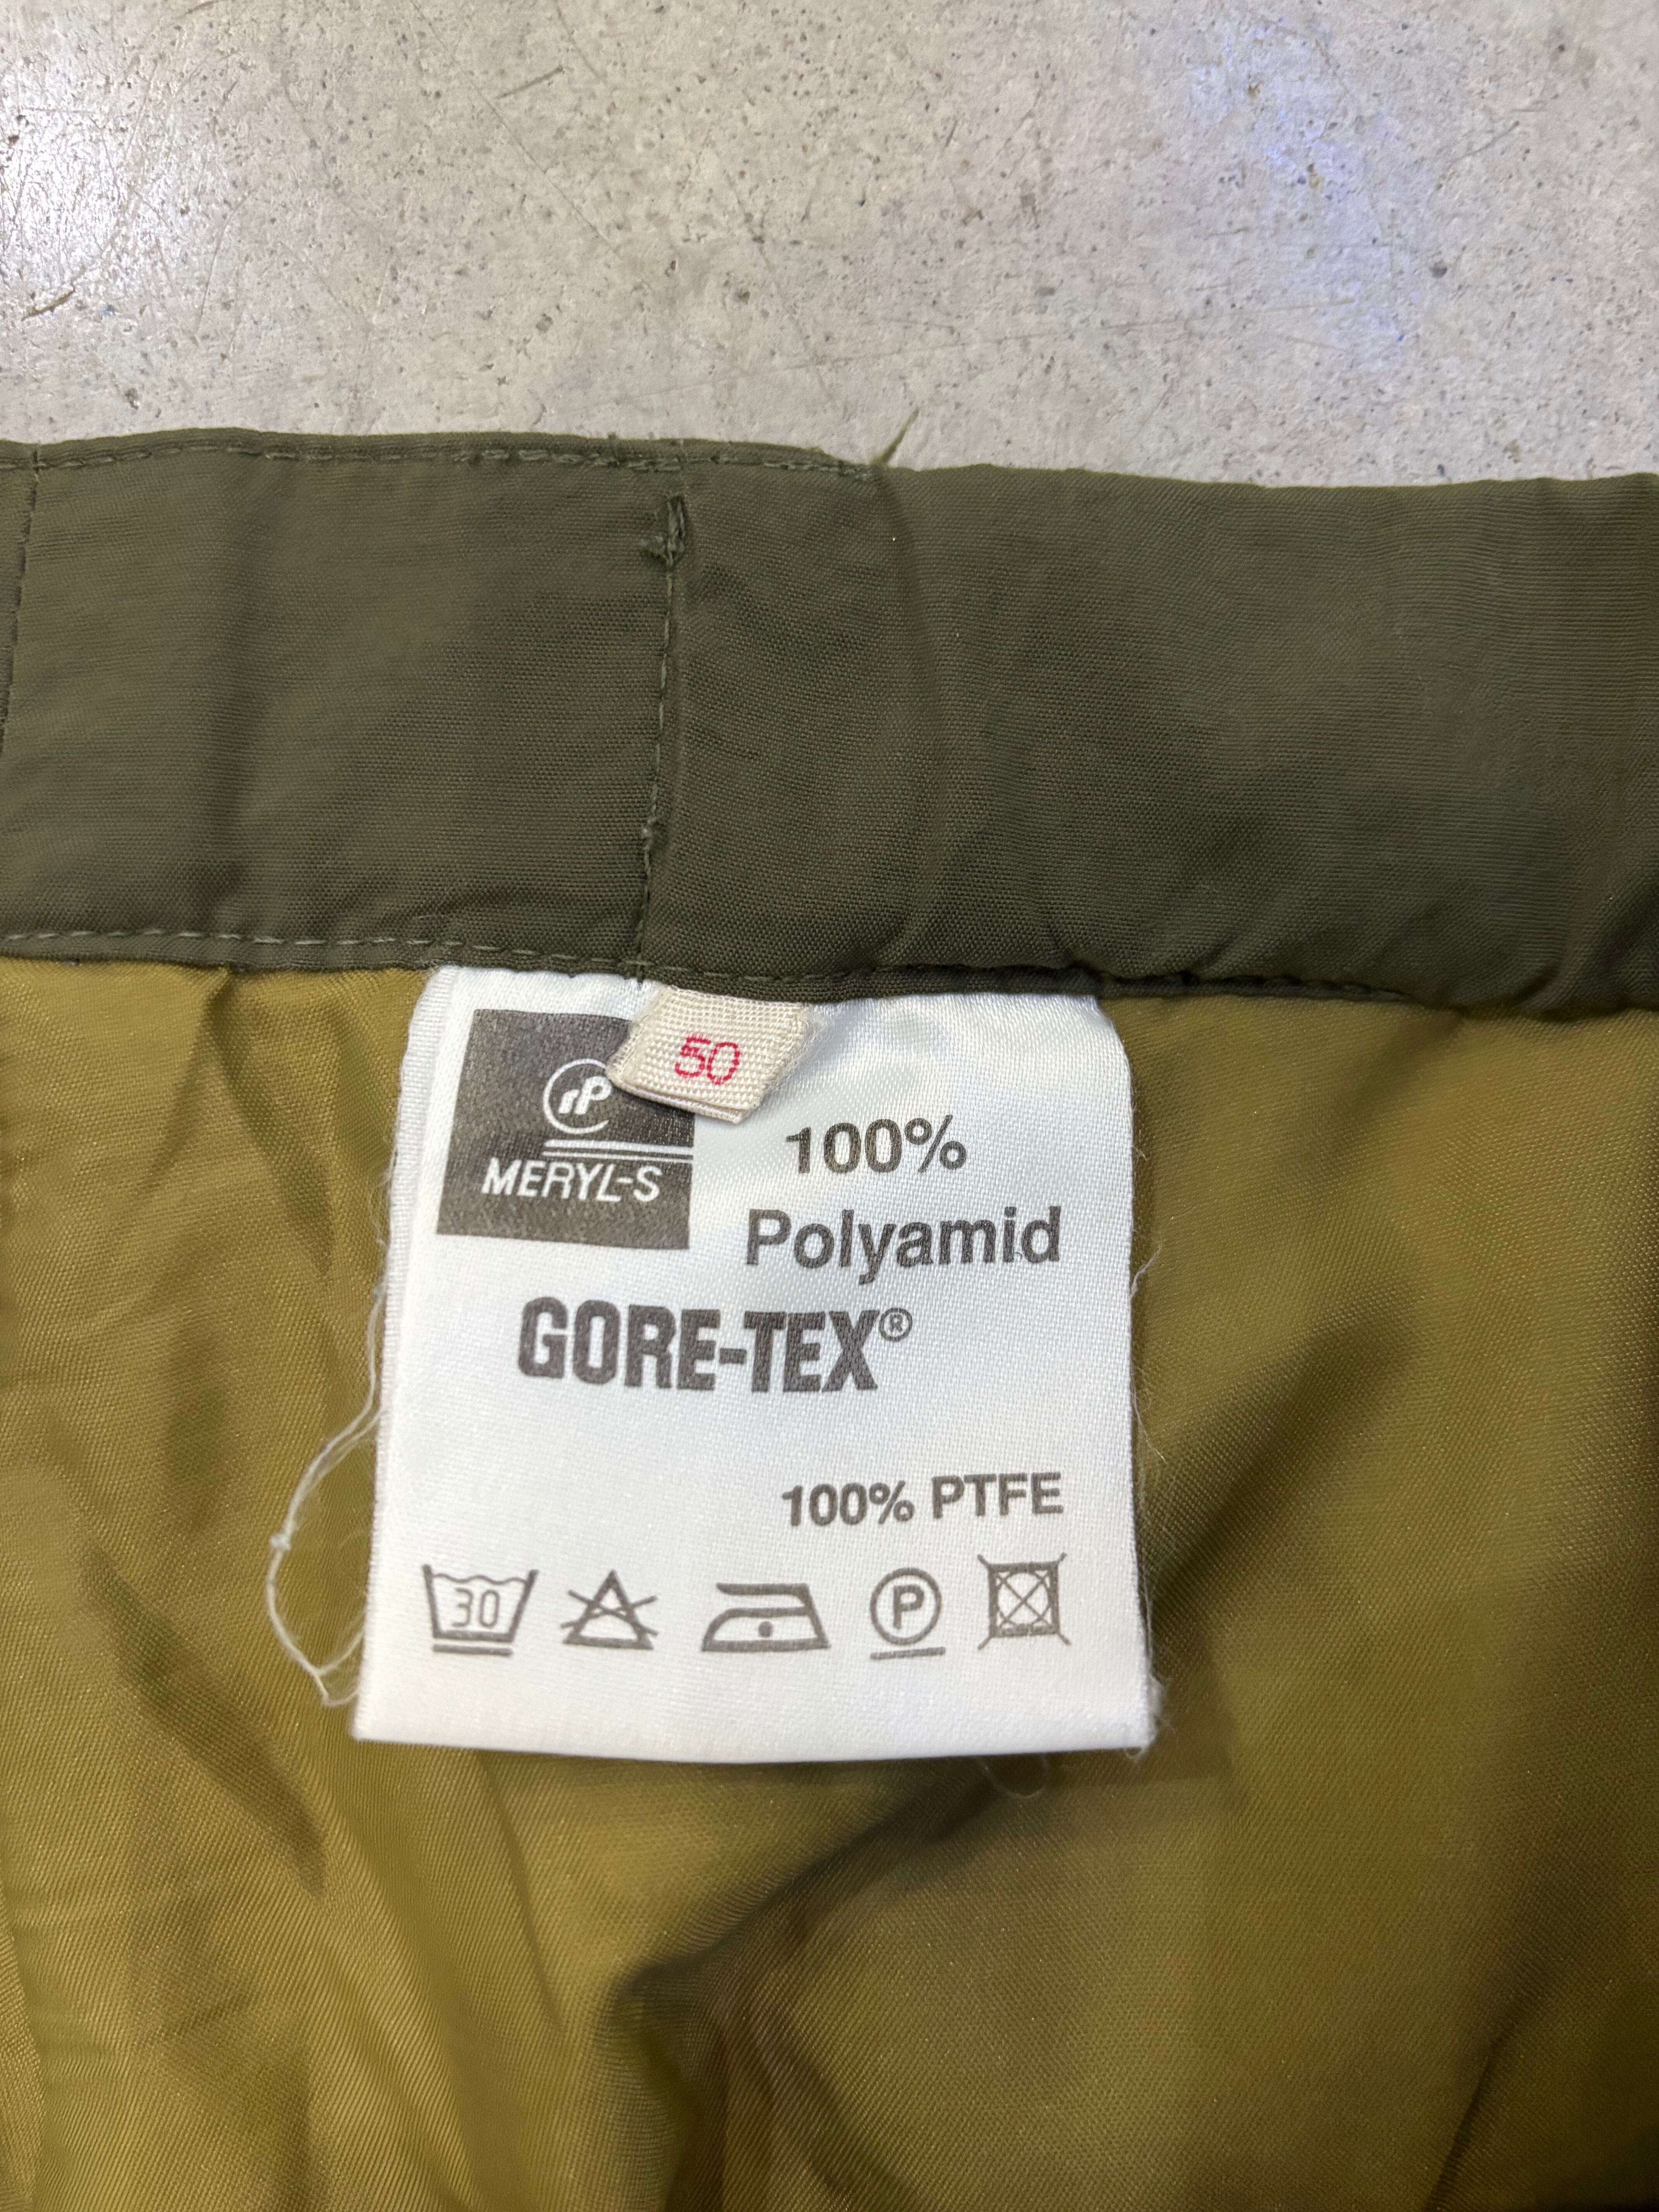 50
rP
MERYL-S
100%
Polyamid
GORE-TEX®
100% PTFE
30
P